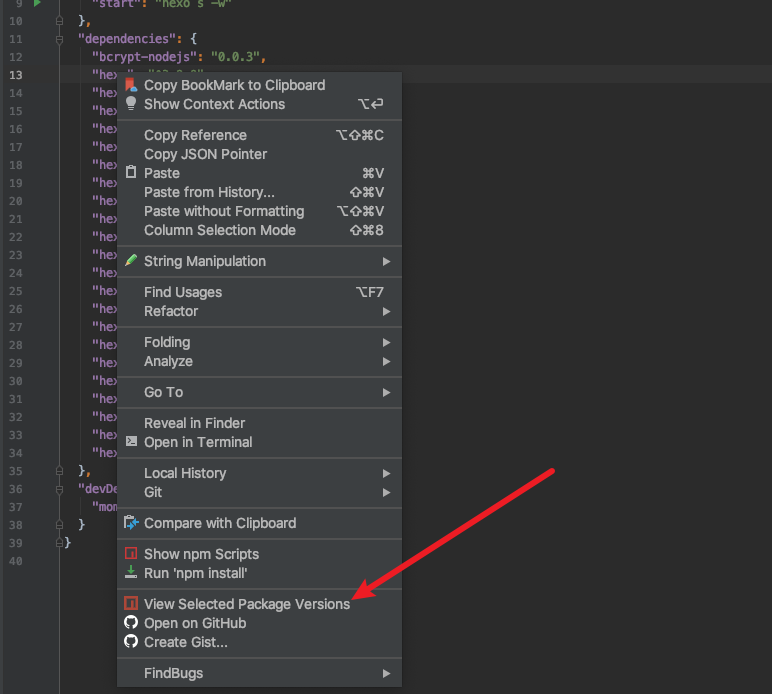 9 "start": "hexo s -w"
10 },
11 "dependencies": {
12 "bcrypt-nodejs": "0.0.3",
13 "hex
14 "hex
15 "hex
16 "hex
17 "hex
18 "hex
19 "hex
20 "hex
21 "hex
22 "hex
23 "hex
24 "hex
25 "hex
26 "hex
27 "hex
28 "hex
29 "hex
30 "hex
31 "hex
32 "hex
33 "hex
34 "hex
35 },
36 "devDe
37 "mom
38 }
39 }
40
Copy BookMark to Clipboard
Show Context Actions ⌥⏎
Copy Reference ⌥⇧⌘C
Copy JSON Pointer
Paste ⌘V
Paste from History... ⇧⌘V
Paste without Formatting ⌥⇧⌘V
Column Selection Mode ⇧⌘8
String Manipulation
Find Usages ⌥F7
Refactor
Folding
Analyze
Go To
Reveal in Finder
Open in Terminal
Local History
Git
Compare with Clipboard
Show npm Scripts
Run 'npm install'
View Selected Package Versions
Open on GitHub
Create Gist...
FindBugs